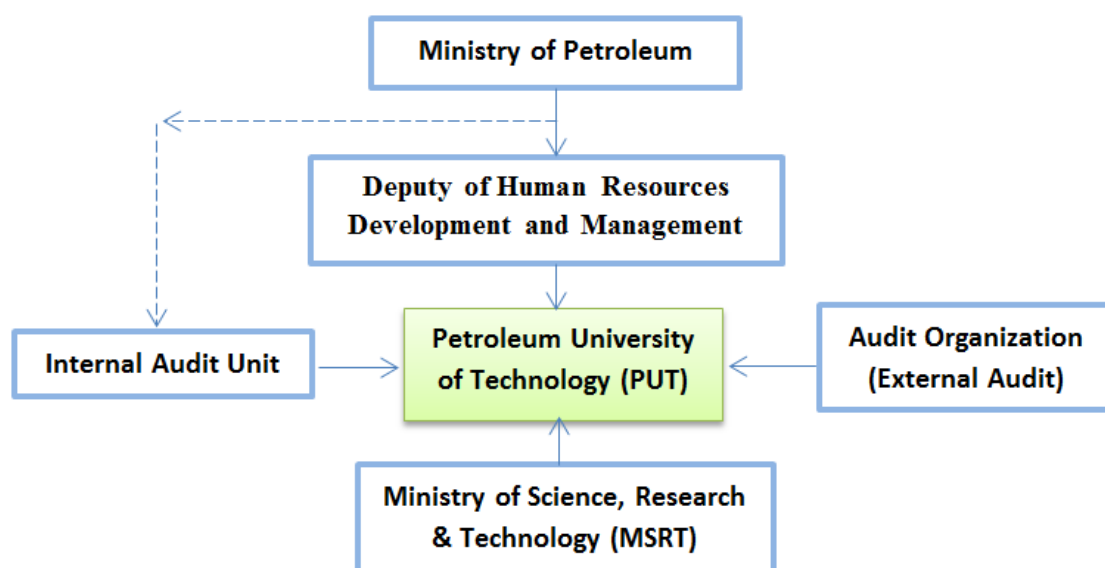 Ministry of Petroleum
Deputy of Human Resources
Development and Management
Internal Audit Unit
Petroleum University
of Technology (PUT)
Audit Organization
(External Audit)
Ministry of Science, Research
& Technology (MSRT)